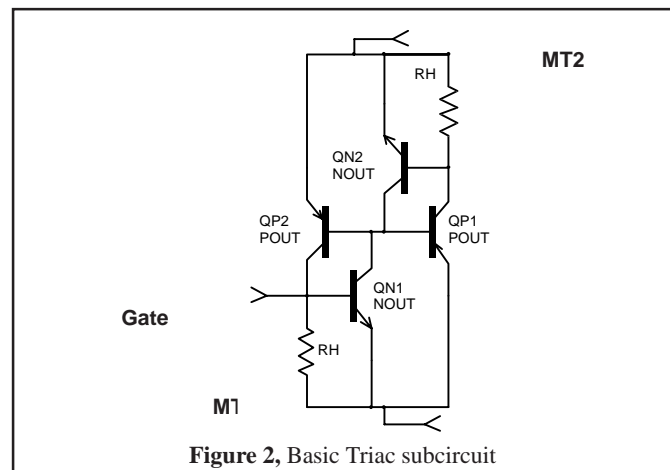 MT2
RH
QN2
NOUT
QP2
POUT
QP1
POUT
QN1
NOUT
Gate
RH
MT
Figure 2, Basic Triac subcircuit